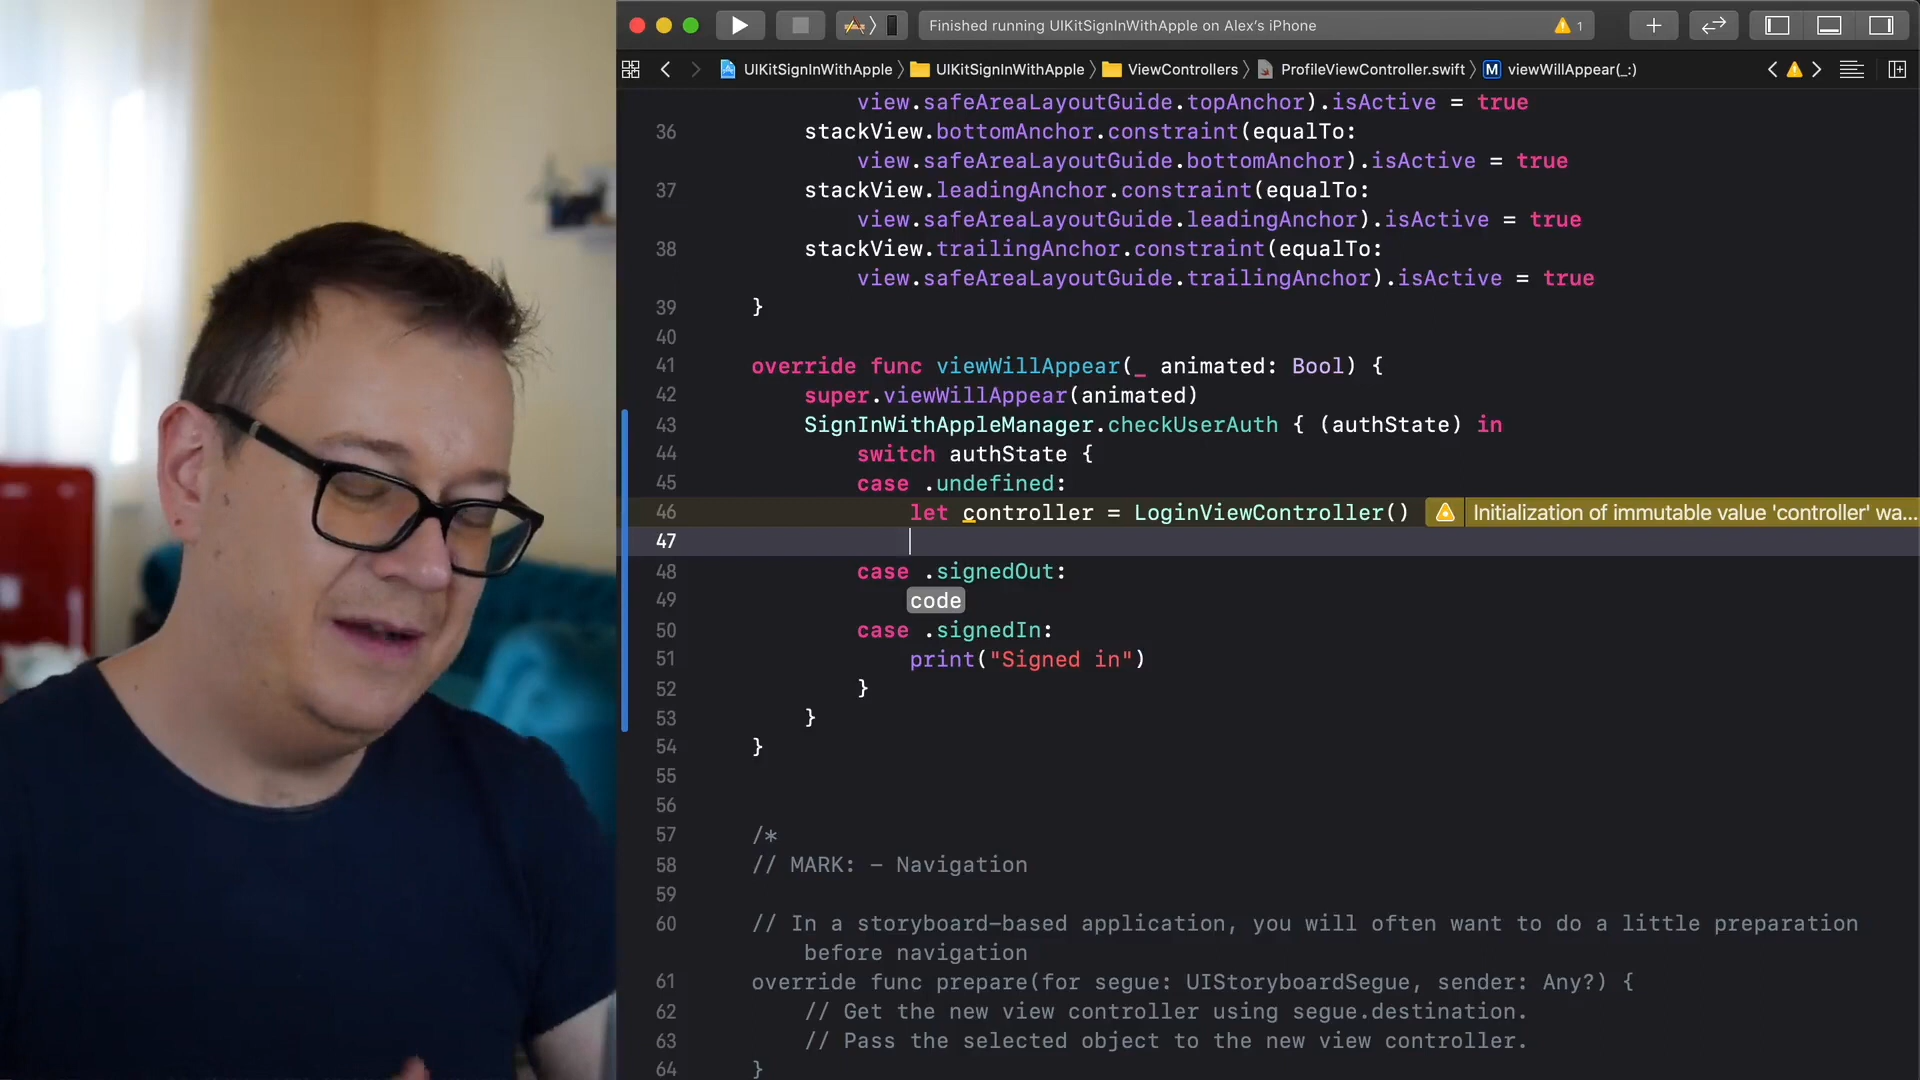 Finished running UIKitSignInWithApple on Alex's iPhone
1
UIKitSignInWithApple
UIKitSignInWithApple
ViewControllers
ProfileViewController.swift
M viewWillAppear(_:)
view.safeAreaLayoutGuide.topAnchor).isActive = true
36 stackView.bottomAnchor.constraint(equalTo:
view.safeAreaLayoutGuide.bottomAnchor).isActive = true
37 stackView.leadingAnchor.constraint(equalTo:
view.safeAreaLayoutGuide.leadingAnchor).isActive = true
38 stackView.trailingAnchor.constraint(equalTo:
view.safeAreaLayoutGuide.trailingAnchor).isActive = true
39 }
40
41 override func viewWillAppear(_ animated: Bool) {
42 super.viewWillAppear(animated)
43 SignInWithAppleManager.checkUserAuth { (authState) in
44 switch authState {
45 case .undefined:
46 let controller = LoginViewController() Initialization of immutable value 'controller' wa...
47
48 case .signedOut:
49 code
50 case .signedIn:
51 print("Signed in")
52 }
53 }
54 }
55
56
57 /*
58 // MARK: - Navigation
59
60 // In a storyboard-based application, you will often want to do a little preparation
before navigation
61 override func prepare(for segue: UIStoryboardSegue, sender: Any?) {
62 // Get the new view controller using segue.destination.
63 // Pass the selected object to the new view controller.
64 }